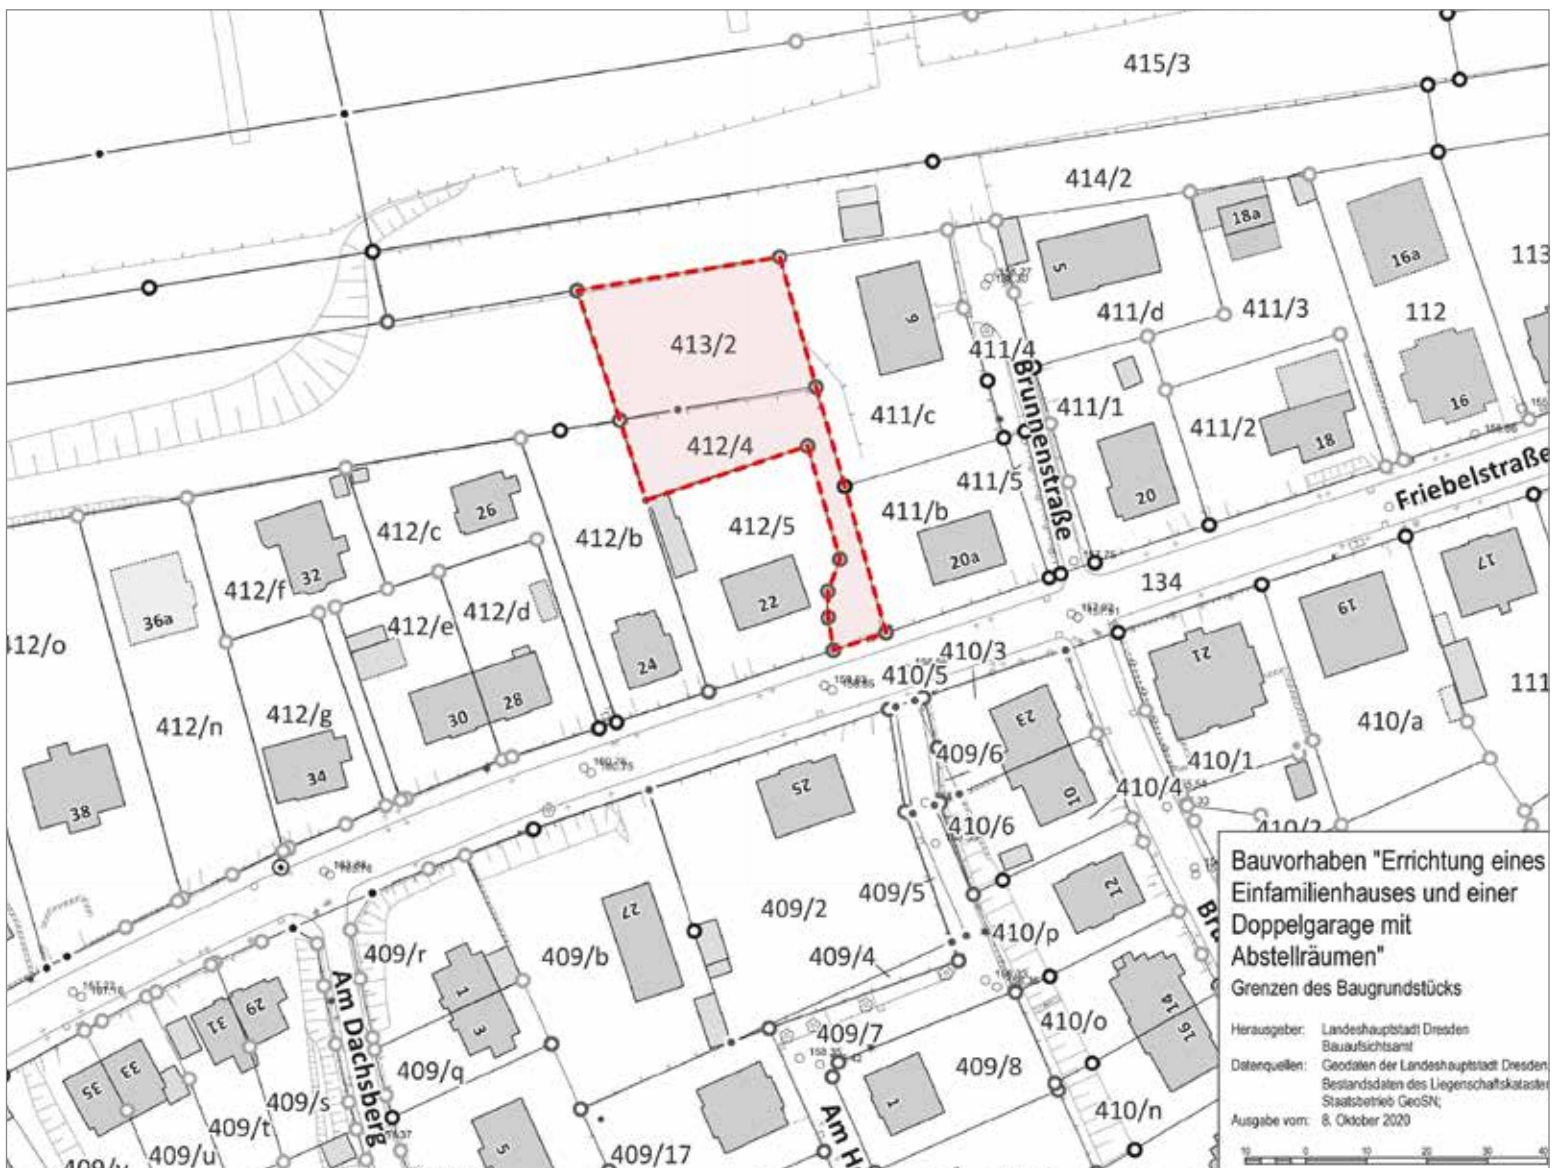 415/3
414/2
18a
16a
5
113
413/2
9
411/d
411/3
112
411/4
Brunnenstraße
411/c
411/1
411/2
16
18
412/4
Friebelstraße
26
411/5
20
412/c
412/b
412/5
411/b
20a
32
412/f
134
17
36a
22
19
412/e
412/d
412/o
24
410/3
21
410/5
111
412/n
412/g
30
28
23
410/a
409/6
410/1
34
38
25
10
410/4
410/6
410/2
409/5
12
27
409/2
410/p
409/r
409/b
409/4
Am Dachsberg
1
3
29
31
14
16
410/o
409/7
33
35
409/q
409/8
409/s
1
410/n
409/t
5
409/u
409/17
Bauvorhaben "Errichtung eines
Einfamilienhauses und einer
Doppelgarage mit
Abstellräumen"
Grenzen des Baugrundstücks
Herausgeber: Landeshauptstadt Dresden
Bauaufsichtsamt
Datenquellen: Geodaten der Landeshauptstadt Dresden
Bestandsdaten des Liegenschaftskataster
Staatsbetrieb GeoSN;
Ausgabe vom: 8. Oktober 2020
10 0 10 20 30